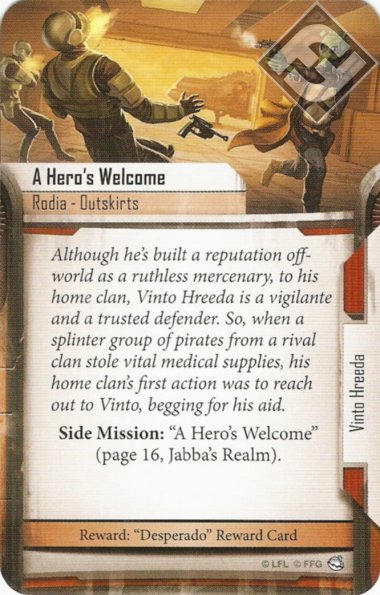 A Hero's Welcome
Rodia - Outskirts
Although he's built a reputation off-
world as a ruthless mercenary, to his
home clan, Vinto Hreeda is a vigilante
and a trusted defender. So, when a
splinter group of pirates from a rival
clan stole vital medical supplies, his
home clan's first action was to reach
out to Vinto, begging for his aid.
Side Mission: “A Hero's Welcome”
(page 16, Jabba's Realm).
Vinto Hreeda
Reward: “Desperado” Reward Card
© LFL © FFG